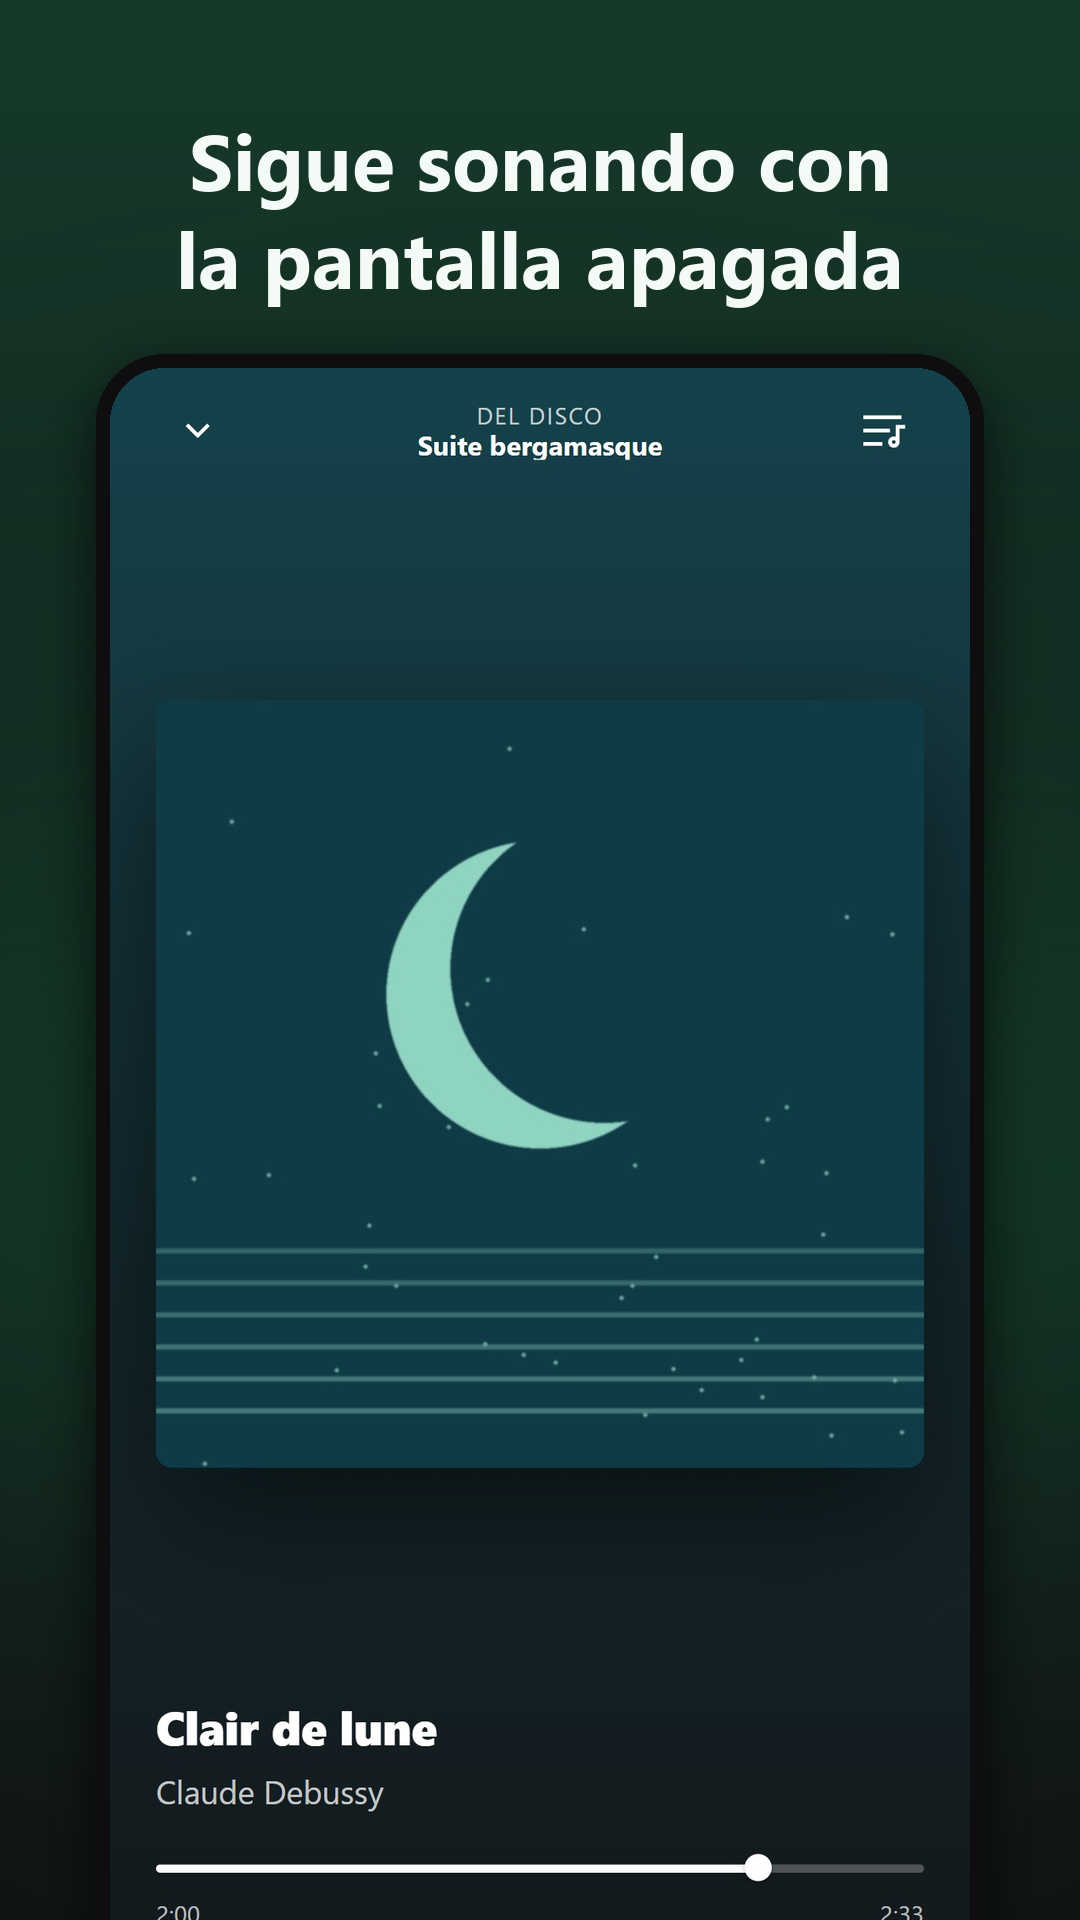 Sigue sonando con
la pantalla apagada
DEL DISCO
Suite bergamasque
Clair de lune
Claude Debussy
2:00
2:33